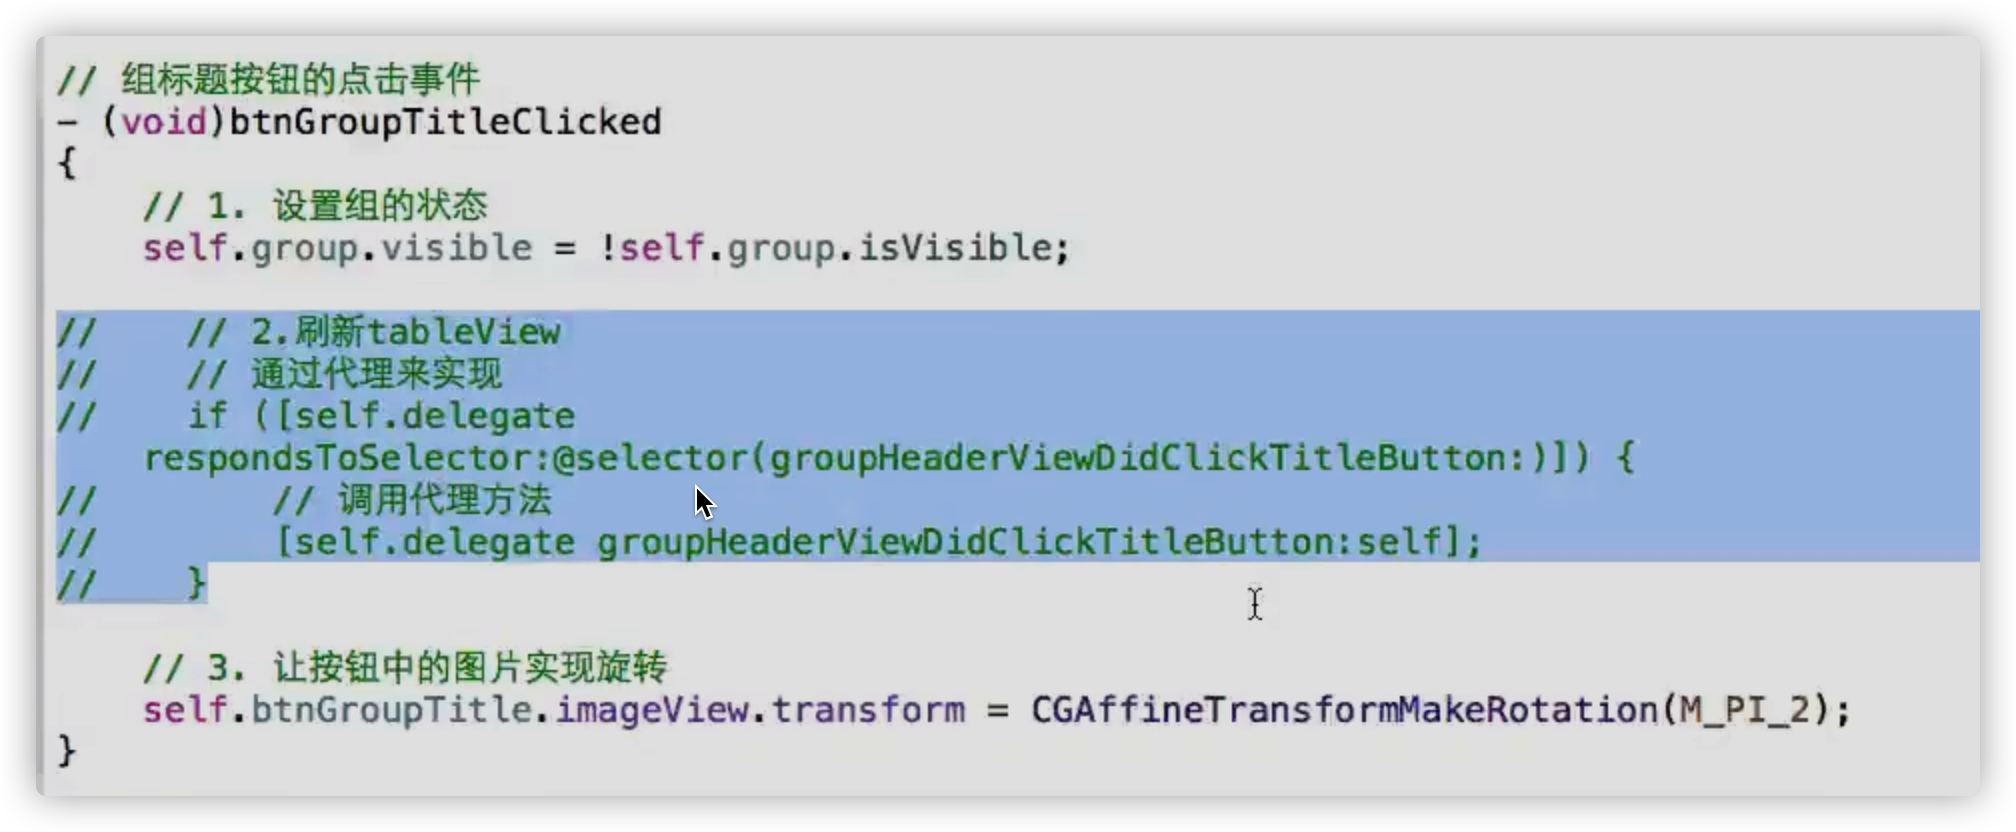 // 组标题按钮的点击事件
- (void)btnGroupTitleClicked
{
    // 1. 设置组的状态
    self.group.visible = !self.group.isVisible;
//    // 2.刷新tableView
//    // 通过代理来实现
//    if ([self.delegate
    respondsToSelector:@selector(groupHeaderViewDidClickTitleButton:)]) {
//        // 调用代理方法
//        [self.delegate groupHeaderViewDidClickTitleButton:self];
//    }
    // 3. 让按钮中的图片实现旋转
    self.btnGroupTitle.imageView.transform = CGAffineTransformMakeRotation(M_PI_2);
}